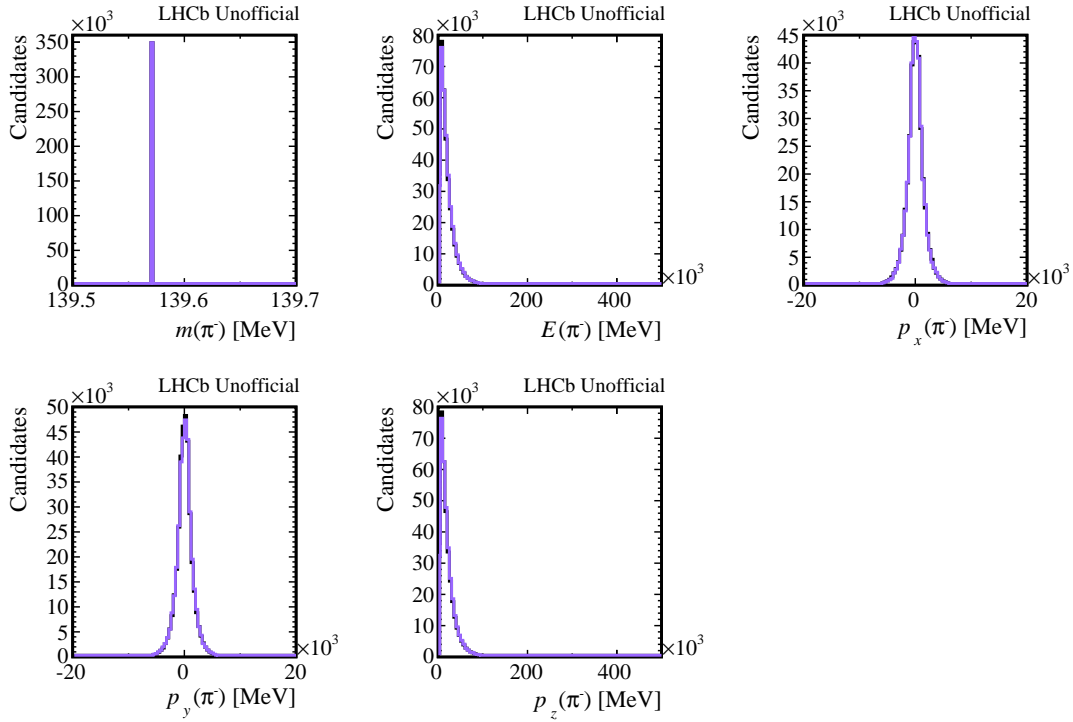 LHCb Unofficial
×10³
Candidates
350
300
250
200
150
100
50
0
139.5 139.6 139.7
m(π⁻) [MeV]
LHCb Unofficial
×10³
Candidates
80
70
60
50
40
30
20
10
0
0 200 400
×10³
E(π⁻) [MeV]
LHCb Unofficial
×10³
Candidates
45
40
35
30
25
20
15
10
5
0
-20 0 20
×10³
p_x(π⁻) [MeV]
LHCb Unofficial
×10³
Candidates
50
45
40
35
30
25
20
15
10
5
0
-20 0 20
×10³
p_y(π⁻) [MeV]
LHCb Unofficial
×10³
Candidates
80
70
60
50
40
30
20
10
0
0 200 400
×10³
p_z(π⁻) [MeV]